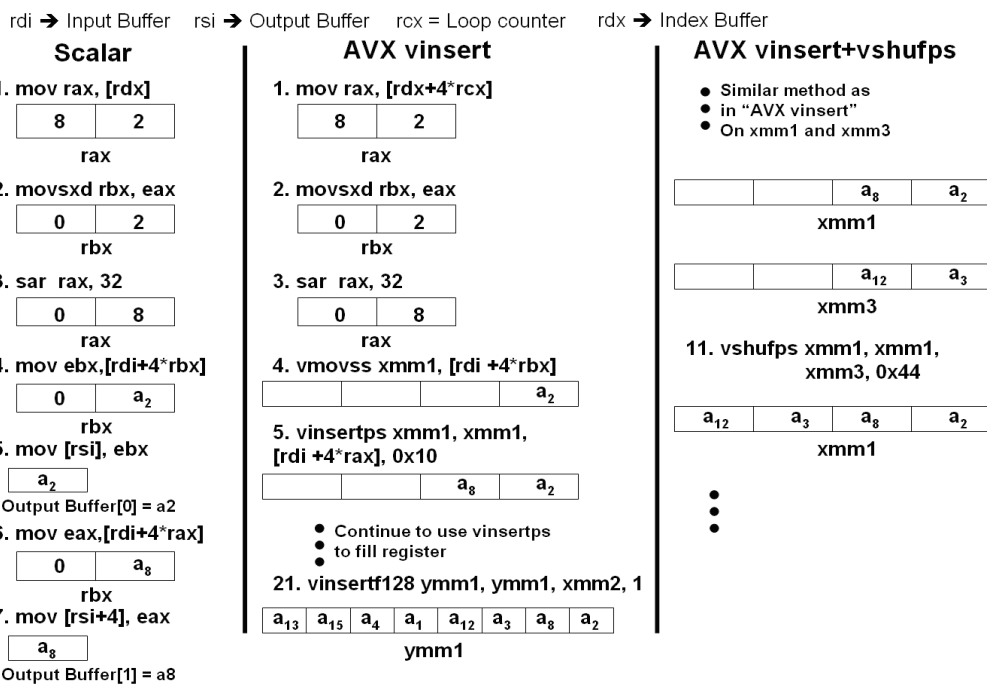 rdi ➔ Input Buffer rsi ➔ Output Buffer rcx = Loop counter rdx ➔ Index Buffer
Scalar
1. mov rax, [rdx]
8 2
rax
2. movsxd rbx, eax
0 2
rbx
3. sar rax, 32
0 8
rax
4. mov ebx,[rdi+4*rbx]
0 a2
rbx
5. mov [rsi], ebx
a2
Output Buffer[0] = a2
6. mov eax,[rdi+4*rax]
0 a8
rbx
7. mov [rsi+4], eax
a8
Output Buffer[1] = a8
AVX vinsert
1. mov rax, [rdx+4*rcx]
8 2
rax
2. movsxd rbx, eax
0 2
rbx
3. sar rax, 32
0 8
rax
4. vmovss xmm1, [rdi +4*rbx]
a2
5. vinsertps xmm1, xmm1,
[rdi +4*rax], 0x10
a8 a2
● Continue to use vinsertps
● to fill register
●
21. vinsertf128 ymm1, ymm1, xmm2, 1
a13 a15 a4 a1 a12 a3 a8 a2
ymm1
AVX vinsert+vshufps
● Similar method as
● in “AVX vinsert”
● On xmm1 and xmm3
a8 a2
xmm1
a12 a3
xmm3
11. vshufps xmm1, xmm1,
xmm3, 0x44
a12 a3 a8 a2
xmm1